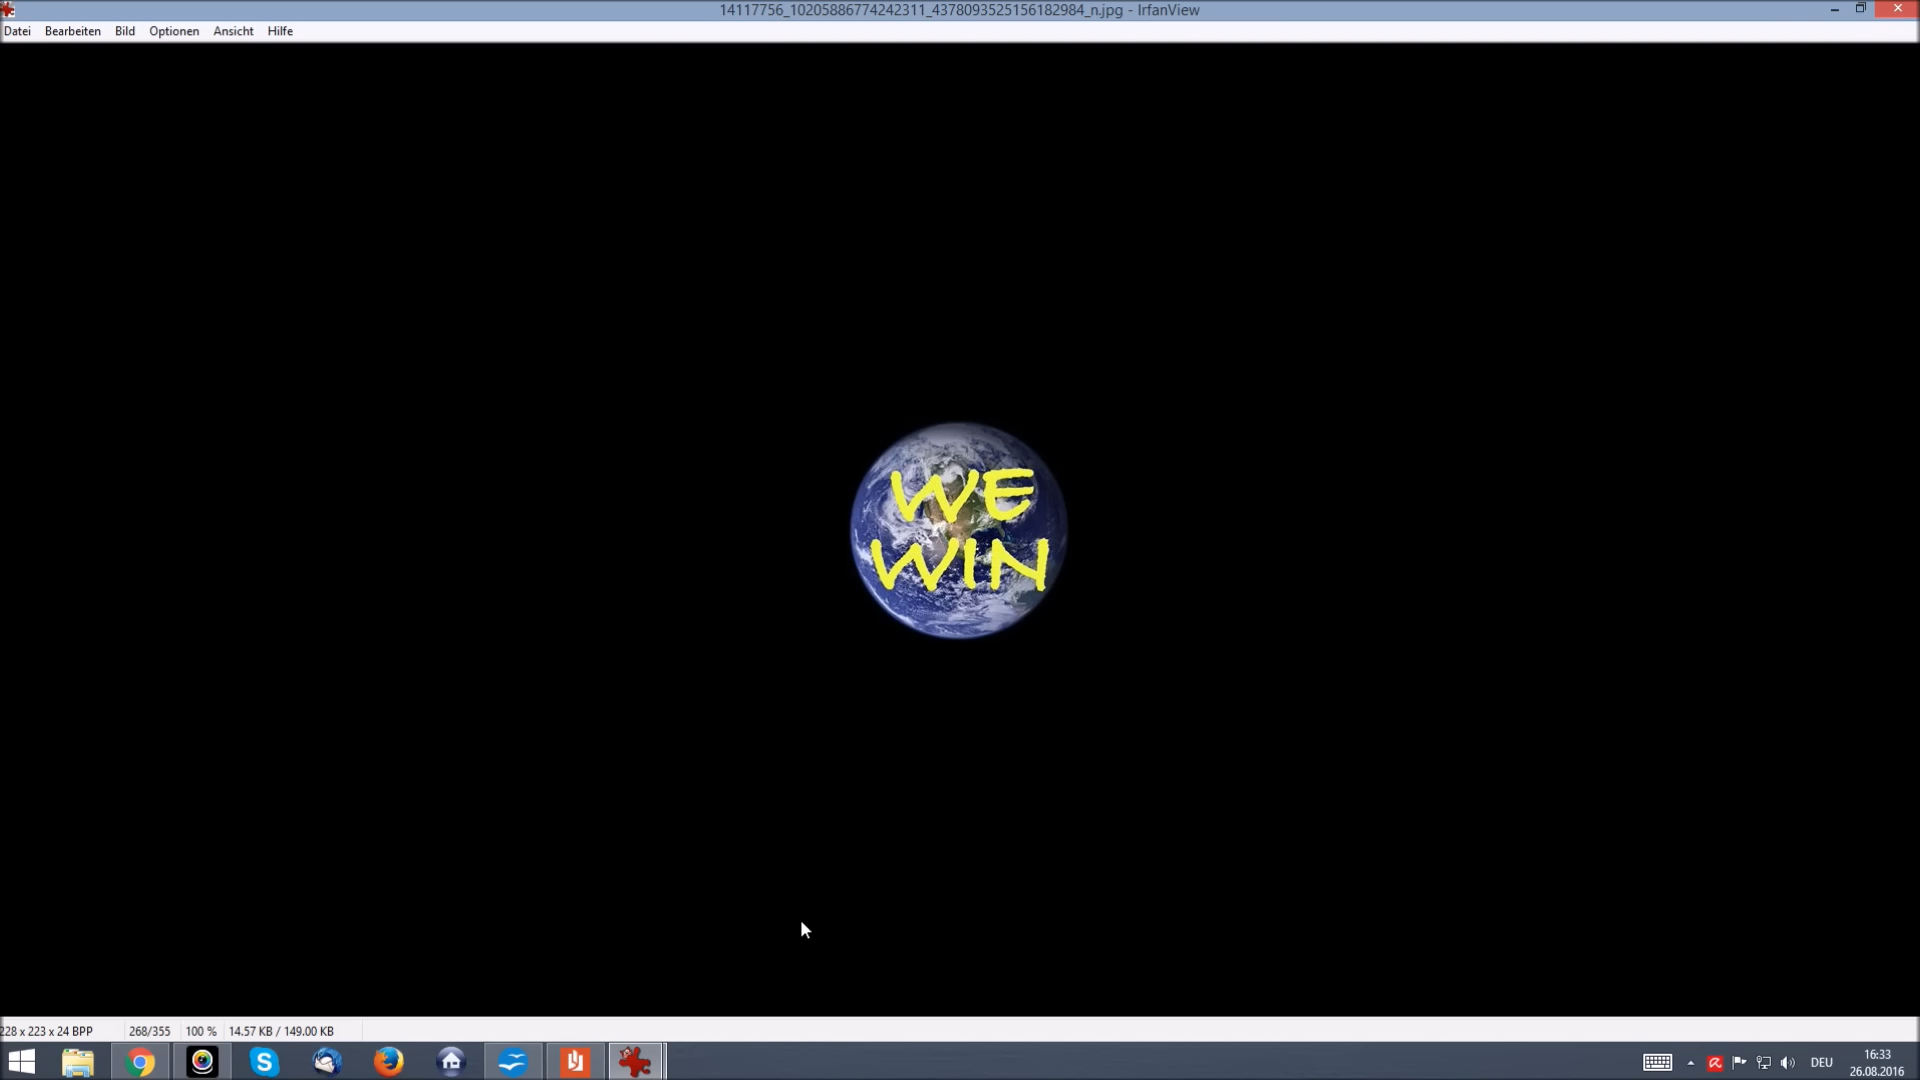 14117756_10205886774242311_4378093525156182984_n.jpg - IrfanView
Datei Bearbeiten Bild Optionen Ansicht Hilfe
WE
WIN
228 x 223 x 24 BPP 268/355 100 % 14.57 KB / 149.00 KB
DEU 16:33
26.08.2016